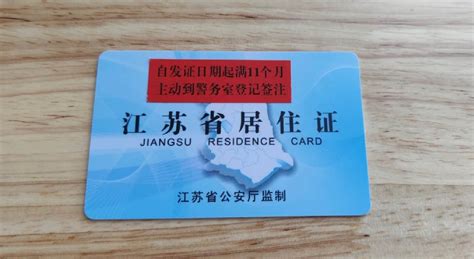 自发证日期起满11个月
主动到警务室登记签注
江苏省居住证
JIANGSU RESIDENCE CARD
江苏省公安厅监制